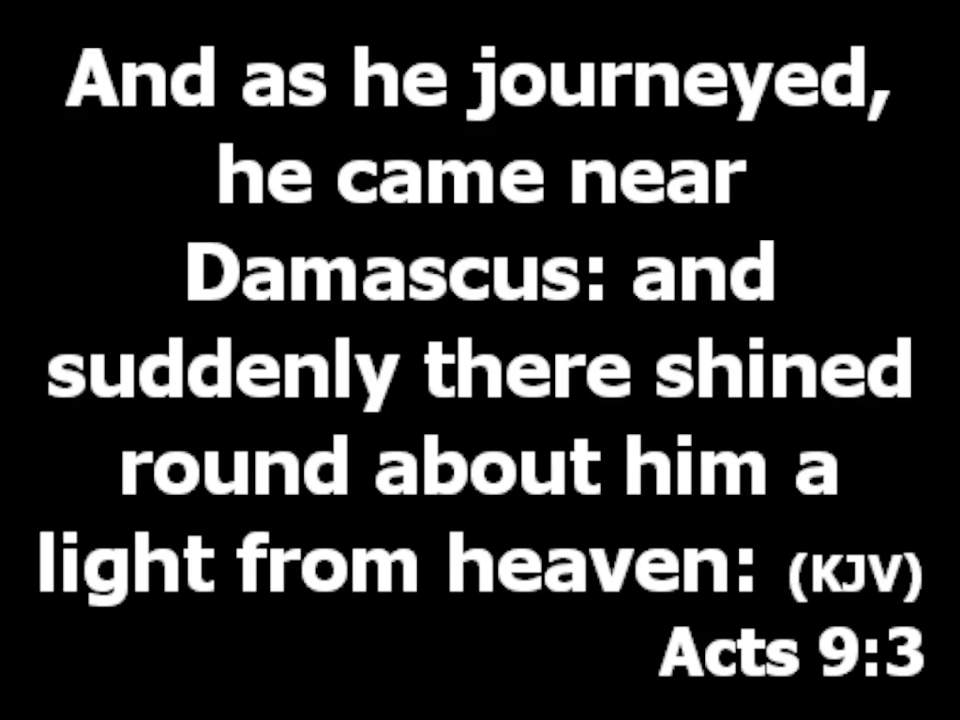 And as he journeyed,
he came near
Damascus: and
suddenly there shined
round about him a
light from heaven: (KJV)
Acts 9:3